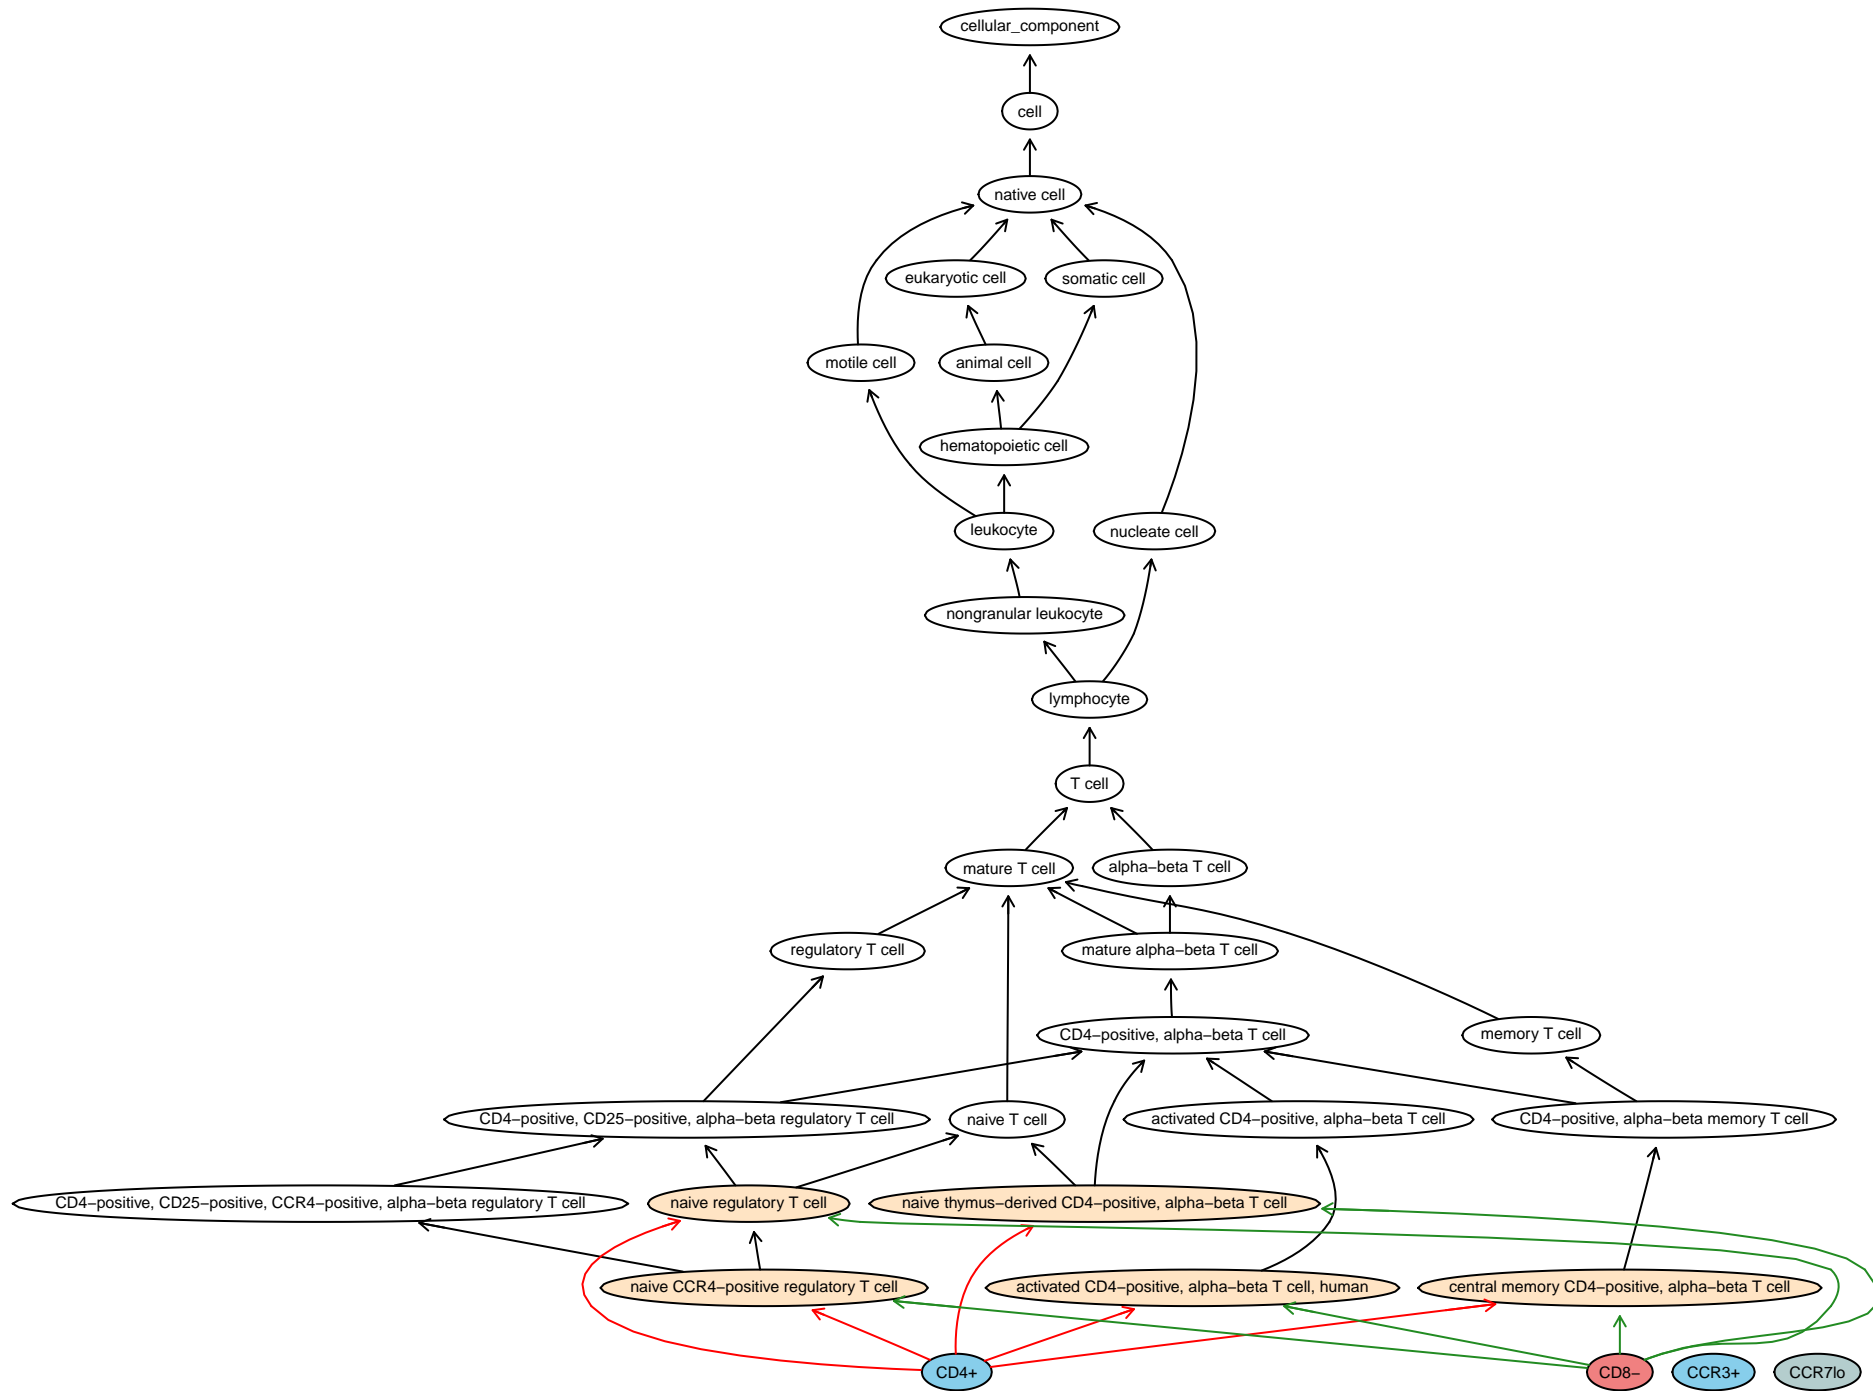 cellular_component
cell
native cell
eukaryotic cell
somatic cell
motile cell
animal cell
hematopoietic cell
leukocyte
nucleate cell
nongranular leukocyte
lymphocyte
T cell
mature T cell
alpha−beta T cell
regulatory T cell
mature alpha−beta T cell
CD4−positive, alpha−beta T cell
memory T cell
CD4−positive, CD25−positive, alpha−beta regulatory T cell
naive T cell
activated CD4−positive, alpha−beta T cell
CD4−positive, alpha−beta memory T cell
CD4−positive, CD25−positive, CCR4−positive, alpha−beta regulatory T cell
naive regulatory T cell
naive thymus−derived CD4−positive, alpha−beta T cell
naive CCR4−positive regulatory T cell
activated CD4−positive, alpha−beta T cell, human
central memory CD4−positive, alpha−beta T cell
CD4+
CD8−
CCR3+
CCR7lo